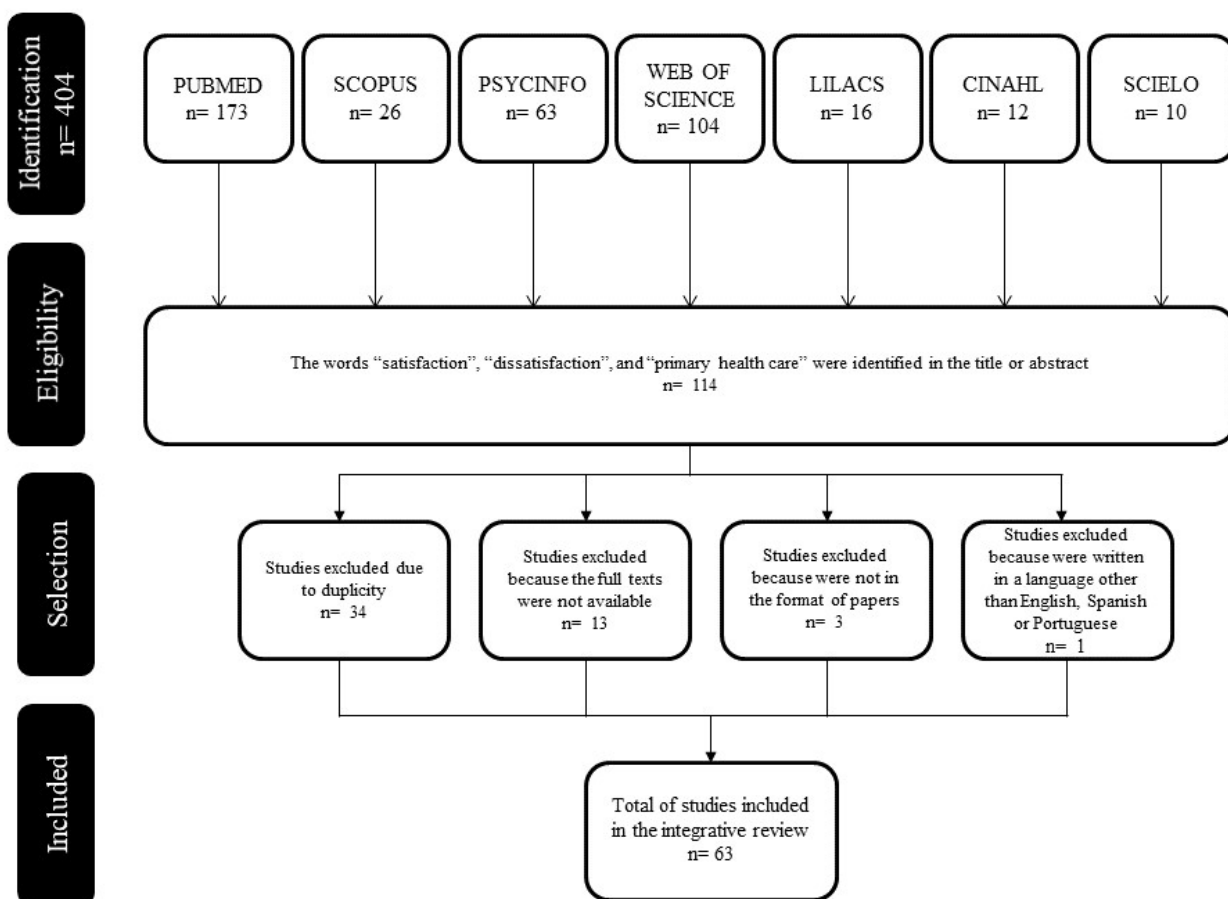 Identification
n= 404
PUBMED
n= 173
SCOPUS
n= 26
PSYCINFO
n= 63
WEB OF
SCIENCE
n= 104
LILACS
n= 16
CINAHL
n= 12
SCIELO
n= 10
Eligibility
The words “satisfaction”, “dissatisfaction”, and “primary health care” were identified in the title or abstract
n= 114
Selection
Studies excluded due
to duplicity
n= 34
Studies excluded
because the full texts
were not available
n= 13
Studies excluded
because were not in
the format of papers
n= 3
Studies excluded
because were written
in a language other
than English, Spanish
or Portuguese
n= 1
Included
Total of studies included
in the integrative review
n= 63